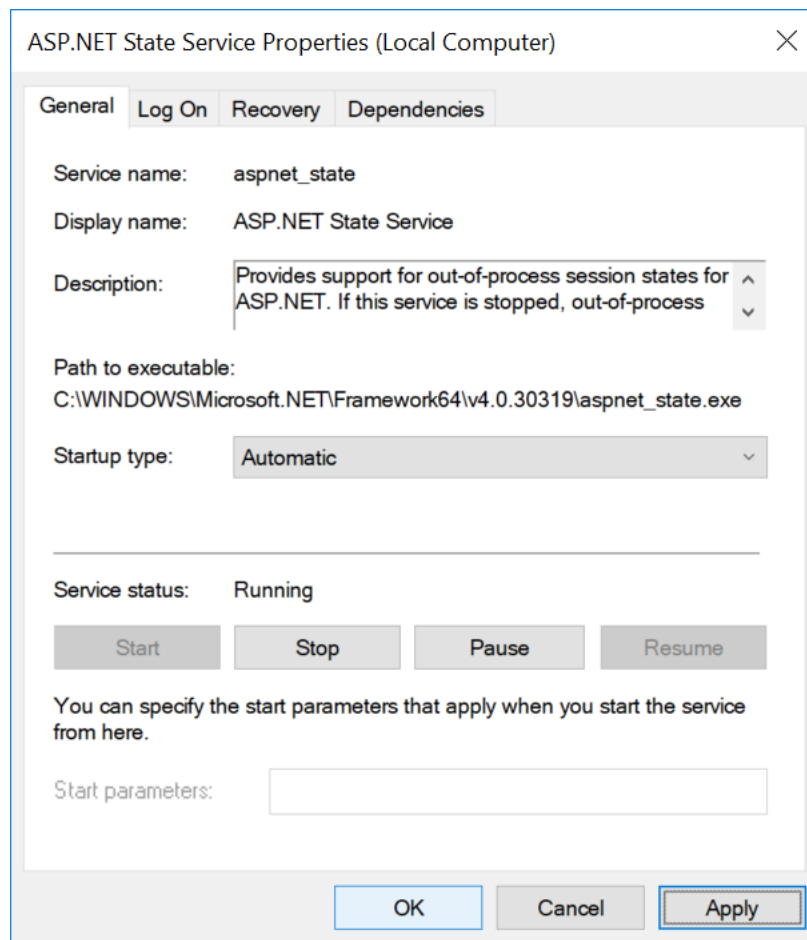 ASP.NET State Service Properties (Local Computer)
General Log On Recovery Dependencies
Service name: aspnet_state
Display name: ASP.NET State Service
Description: Provides support for out-of-process session states for
ASP.NET. If this service is stopped, out-of-process
Path to executable:
C:\WINDOWS\Microsoft.NET\Framework64\v4.0.30319\aspnet_state.exe
Startup type: Automatic
Service status: Running
Start Stop Pause Resume
You can specify the start parameters that apply when you start the service
from here.
Start parameters:
OK Cancel Apply